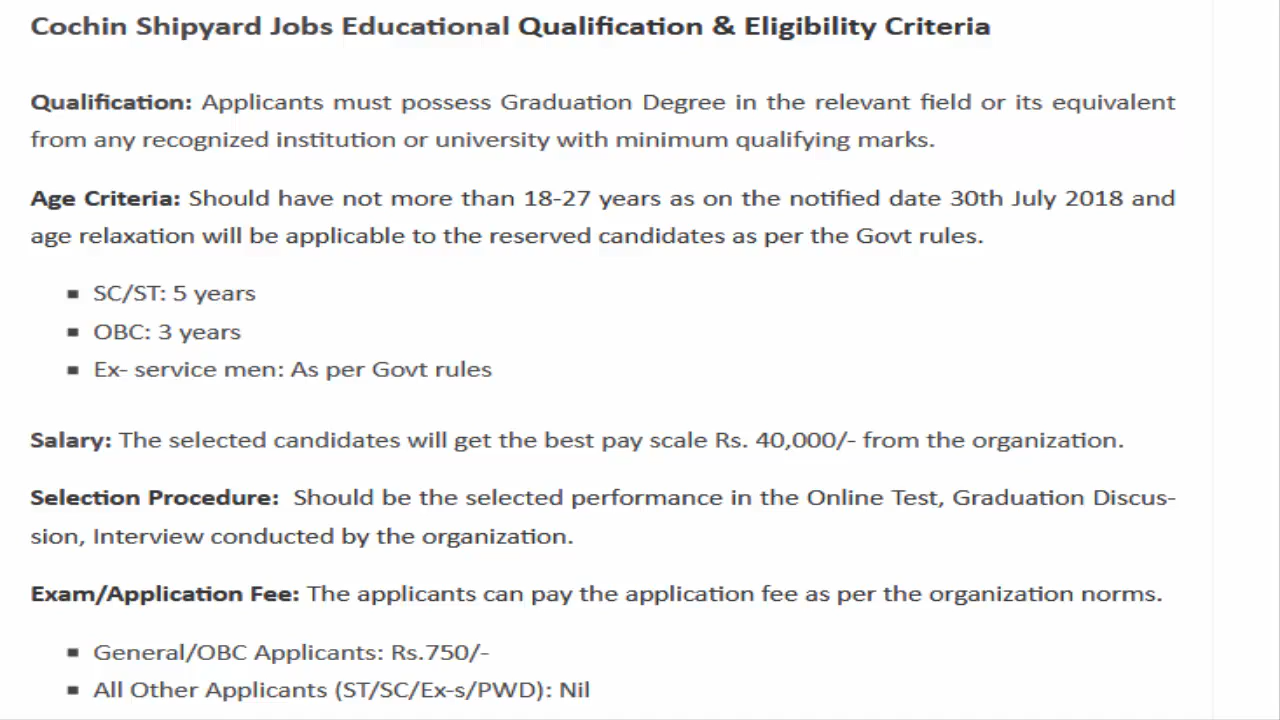 Cochin Shipyard Jobs Educational Qualification & Eligibility Criteria
Qualification: Applicants must possess Graduation Degree in the relevant field or its equivalent
from any recognized institution or university with minimum qualifying marks.
Age Criteria: Should have not more than 18-27 years as on the notified date 30th July 2018 and
age relaxation will be applicable to the reserved candidates as per the Govt rules.
▪ SC/ST: 5 years
▪ OBC: 3 years
▪ Ex- service men: As per Govt rules
Salary: The selected candidates will get the best pay scale Rs. 40,000/- from the organization.
Selection Procedure:  Should be the selected performance in the Online Test, Graduation Discus-
sion, Interview conducted by the organization.
Exam/Application Fee: The applicants can pay the application fee as per the organization norms.
▪ General/OBC Applicants: Rs.750/-
▪ All Other Applicants (ST/SC/Ex-s/PWD): Nil